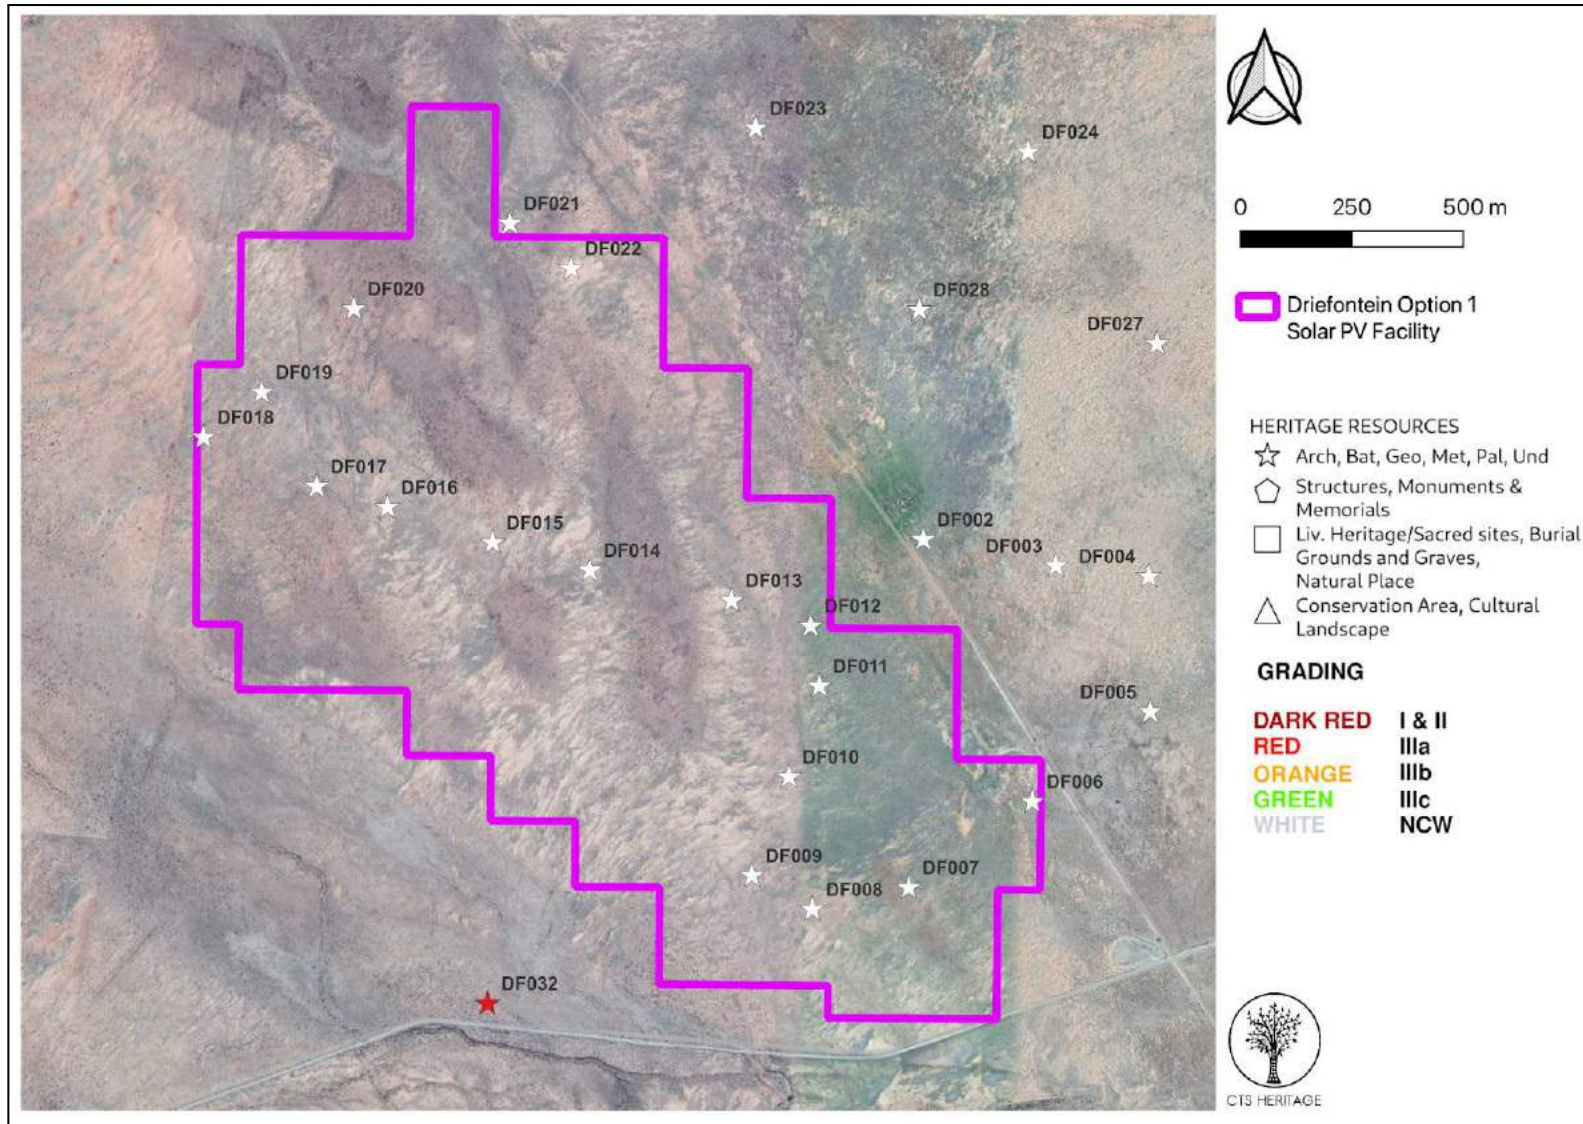 DF023
DF024
DF021
DF022
DF020
DF028
DF027
DF019
DF018
DF017
DF016
DF015
DF014
DF002
DF003
DF004
DF013
DF012
DF011
DF005
DF010
DF006
DF009
DF008
DF007
DF032
0 250 500 m
Driefontein Option 1
Solar PV Facility
HERITAGE RESOURCES
Arch, Bat, Geo, Met, Pal, Und
Structures, Monuments &
Memorials
Liv. Heritage/Sacred sites, Burial
Grounds and Graves,
Natural Place
Conservation Area, Cultural
Landscape
GRADING
DARK RED I & II
RED IIIa
ORANGE IIIb
GREEN IIIc
WHITE NCW
CTS HERITAGE